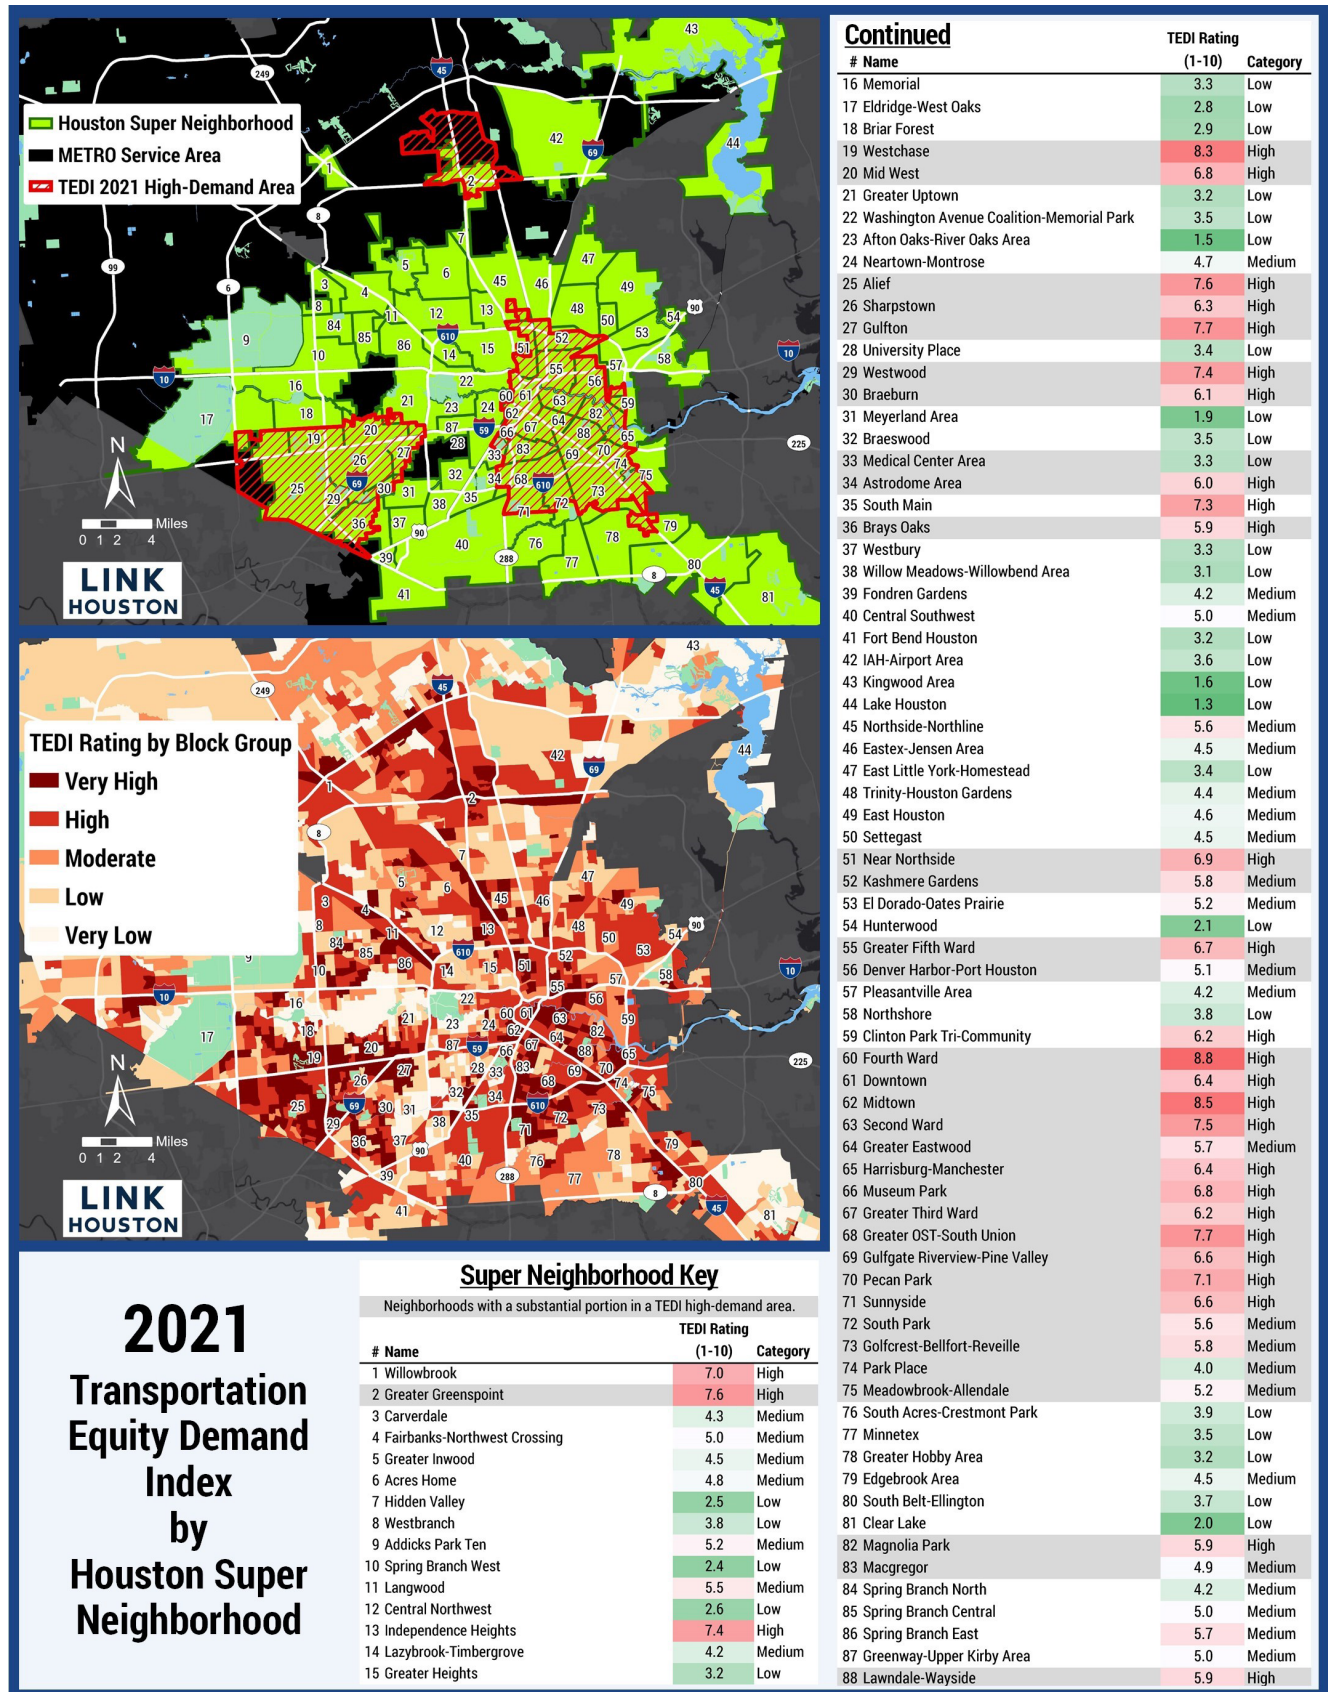 Houston Super Neighborhood
METRO Service Area
TEDI 2021 High-Demand Area
N
Miles
0 1 2 4
LINK
HOUSTON
TEDI Rating by Block Group
Very High
High
Moderate
Low
Very Low
N
Miles
0 1 2 4
LINK
HOUSTON
2021
Transportation
Equity Demand
Index
by
Houston Super
Neighborhood
Super Neighborhood Key
Neighborhoods with a substantial portion in a TEDI high-demand area.
TEDI Rating
# Name (1-10) Category
1 Willowbrook 7.0 High
2 Greater Greenspoint 7.6 High
3 Carverdale 4.3 Medium
4 Fairbanks-Northwest Crossing 5.0 Medium
5 Greater Inwood 4.5 Medium
6 Acres Home 4.8 Medium
7 Hidden Valley 2.5 Low
8 Westbranch 3.8 Low
9 Addicks Park Ten 5.2 Medium
10 Spring Branch West 2.4 Low
11 Langwood 5.5 Medium
12 Central Northwest 2.6 Low
13 Independence Heights 7.4 High
14 Lazybrook-Timbergrove 4.2 Medium
15 Greater Heights 3.2 Low
Continued
TEDI Rating
# Name (1-10) Category
16 Memorial 3.3 Low
17 Eldridge-West Oaks 2.8 Low
18 Briar Forest 2.9 Low
19 Westchase 8.3 High
20 Mid West 6.8 High
21 Greater Uptown 3.2 Low
22 Washington Avenue Coalition-Memorial Park 3.5 Low
23 Afton Oaks-River Oaks Area 1.5 Low
24 Neartown-Montrose 4.7 Medium
25 Alief 7.6 High
26 Sharpstown 6.3 High
27 Gulfton 7.7 High
28 University Place 3.4 Low
29 Westwood 7.4 High
30 Braeburn 6.1 High
31 Meyerland Area 1.9 Low
32 Braeswood 3.5 Low
33 Medical Center Area 3.3 Low
34 Astrodome Area 6.0 High
35 South Main 7.3 High
36 Brays Oaks 5.9 High
37 Westbury 3.3 Low
38 Willow Meadows-Willowbend Area 3.1 Low
39 Fondren Gardens 4.2 Medium
40 Central Southwest 5.0 Medium
41 Fort Bend Houston 3.2 Low
42 IAH-Airport Area 3.6 Low
43 Kingwood Area 1.6 Low
44 Lake Houston 1.3 Low
45 Northside-Northline 5.6 Medium
46 Eastex-Jensen Area 4.5 Medium
47 East Little York-Homestead 3.4 Low
48 Trinity-Houston Gardens 4.4 Medium
49 East Houston 4.6 Medium
50 Settegast 4.5 Medium
51 Near Northside 6.9 High
52 Kashmere Gardens 5.8 Medium
53 El Dorado-Oates Prairie 5.2 Medium
54 Hunterwood 2.1 Low
55 Greater Fifth Ward 6.7 High
56 Denver Harbor-Port Houston 5.1 Medium
57 Pleasantville Area 4.2 Medium
58 Northshore 3.8 Low
59 Clinton Park Tri-Community 6.2 High
60 Fourth Ward 8.8 High
61 Downtown 6.4 High
62 Midtown 8.5 High
63 Second Ward 7.5 High
64 Greater Eastwood 5.7 Medium
65 Harrisburg-Manchester 6.4 High
66 Museum Park 6.8 High
67 Greater Third Ward 6.2 High
68 Greater OST-South Union 7.7 High
69 Gulfgate Riverview-Pine Valley 6.6 High
70 Pecan Park 7.1 High
71 Sunnyside 6.6 High
72 South Park 5.6 Medium
73 Golfcrest-Bellfort-Reveille 5.8 Medium
74 Park Place 4.0 Medium
75 Meadowbrook-Allendale 5.2 Medium
76 South Acres-Crestmont Park 3.9 Low
77 Minnetex 3.5 Low
78 Greater Hobby Area 3.2 Low
79 Edgebrook Area 4.5 Medium
80 South Belt-Ellington 3.7 Low
81 Clear Lake 2.0 Low
82 Magnolia Park 5.9 High
83 Macgregor 4.9 Medium
84 Spring Branch North 4.2 Medium
85 Spring Branch Central 5.0 Medium
86 Spring Branch East 5.7 Medium
87 Greenway-Upper Kirby Area 5.0 Medium
88 Lawndale-Wayside 5.9 High